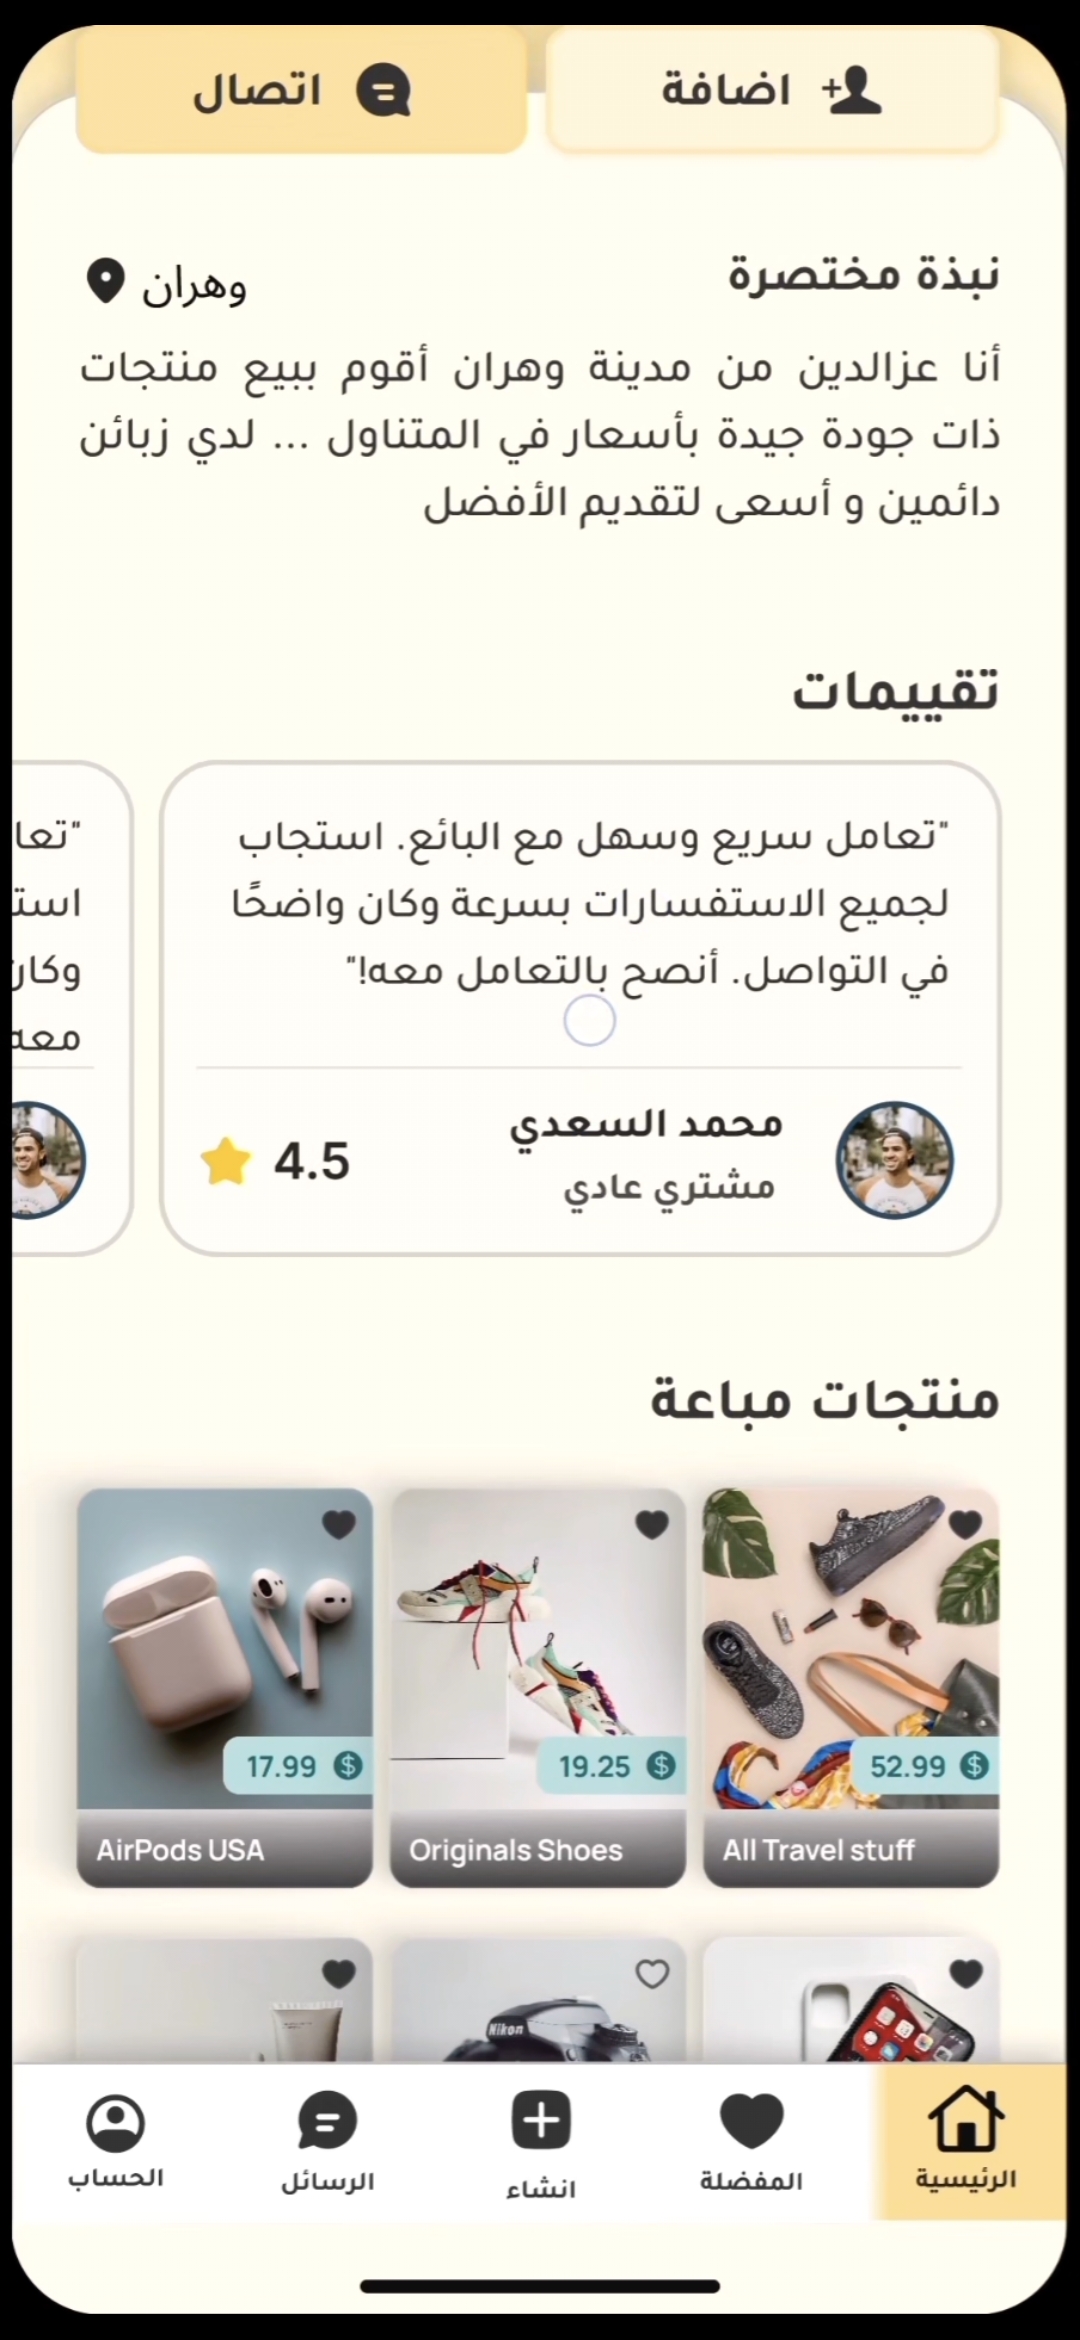 اضافة
اتصال
نبذة مختصرة
وهران
أنا عزالدين من مدينة وهران أقوم ببيع منتجات
ذات جودة جيدة بأسعار في المتناول ... لدي زبائن
دائمين و أسعى لتقديم الأفضل
تقييمات
"تعامل سريع وسهل مع البائع. استجاب
لجميع الاستفسارات بسرعة وكان واضحًا
في التواصل. أنصح بالتعامل معه!"
محمد السعدي
مشتري عادي
4.5
"تعا
است
وكان
معه
منتجات مباعة
52.99
All Travel stuff
19.25
Originals Shoes
17.99
AirPods USA
Nikon
الرئيسية
المفضلة
انشاء
الرسائل
الحساب